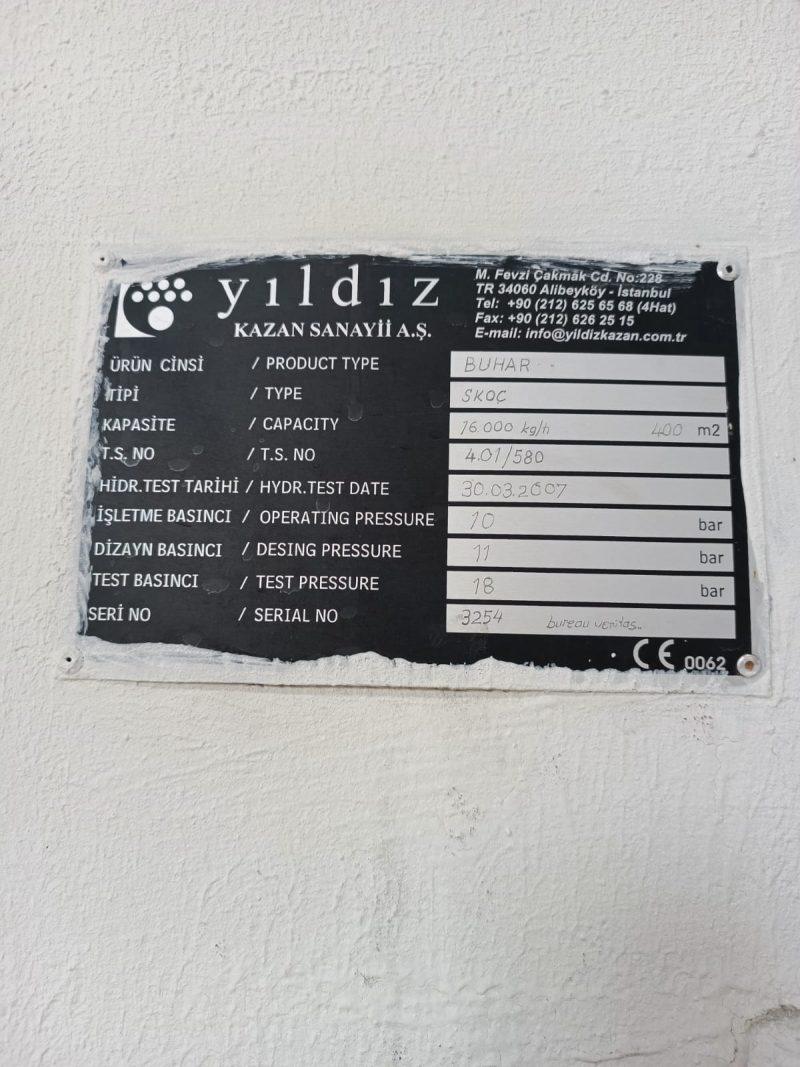 yıldız
KAZAN SANAYİİ A.Ş.
M. Fevzi Çakmak Cd. No:228
TR 34060 Alibeyköy - İstanbul
Tel: +90 (212) 625 65 68 (4Hat)
Fax: +90 (212) 626 25 15
E-mail: info@yildizkazan.com.tr
ÜRÜN CİNSİ / PRODUCT TYPE BUHAR
TİPİ / TYPE SKOÇ
KAPASİTE / CAPACITY 16.000 kg/h 400 m2
T.S. NO / T.S. NO 4.01/580
HİDR.TEST TARİHİ / HYDR.TEST DATE 30.03.2007
İŞLETME BASINCI / OPERATING PRESSURE 10 bar
DİZAYN BASINCI / DESING PRESSURE 11 bar
TEST BASINCI / TEST PRESSURE 18 bar
SERİ NO / SERIAL NO 3254 bureau veritas..
CE 0062